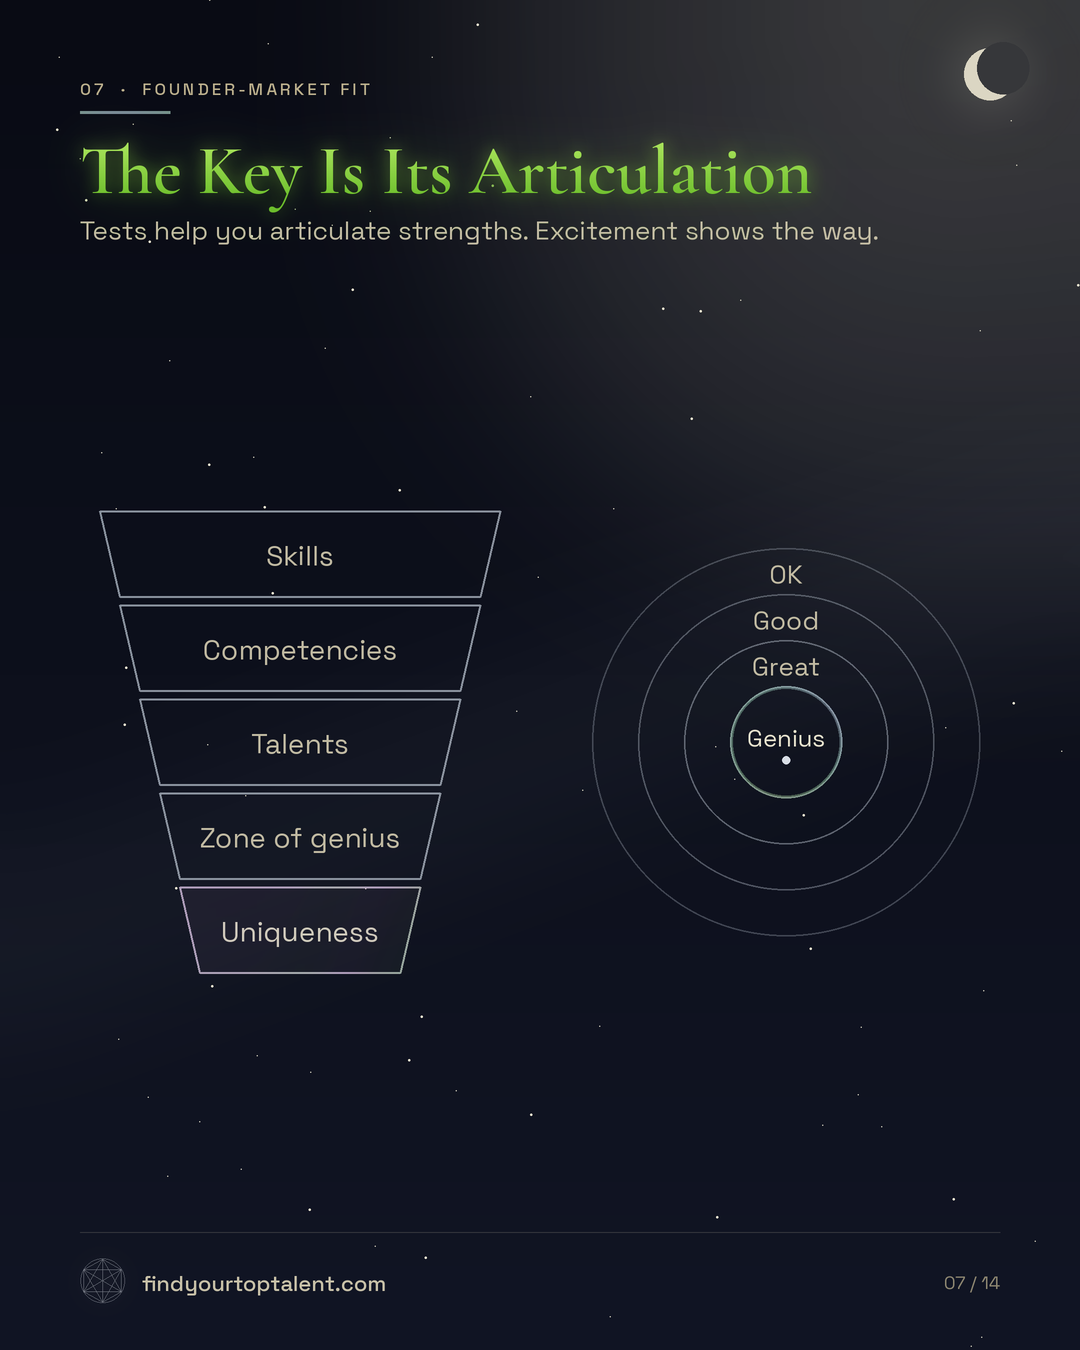 07 · FOUNDER-MARKET FIT
The Key Is Its Articulation
Tests help you articulate strengths. Excitement shows the way.
Skills
Competencies
Talents
Zone of genius
Uniqueness
OK
Good
Great
Genius
findyourtoptalent.com
07 / 14